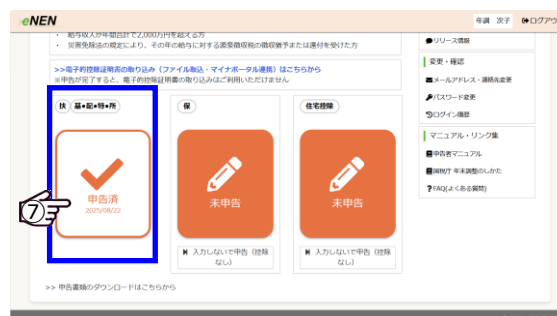 eNEN
年調 次子 ログアウ
・ 給与収入が年間合計で2,000万円を超える方
・ 災害免除法の規定により、その年の給与に対する源泉徴収税の徴収猶予または還付を受けた方
>>電子的控除証明書の取り込み（ファイル取込・マイナポータル連携）はこちらから
※申告が完了すると、電子的控除証明書の取り込みはご利用いただけません
扶 基•配•特•所
申告済
2025/08/22
⑦
保
未申告
入力しないで申告（控除なし）
住宅控除
未申告
入力しないで申告（控除なし）
>> 申告書類のダウンロードはこちらから
リリース情報
変更・確認
メールアドレス・連絡先変更
パスワード変更
ログイン履歴
マニュアル・リンク集
申告者マニュアル
国税庁 年末調整のしかた
FAQ(よくある質問)